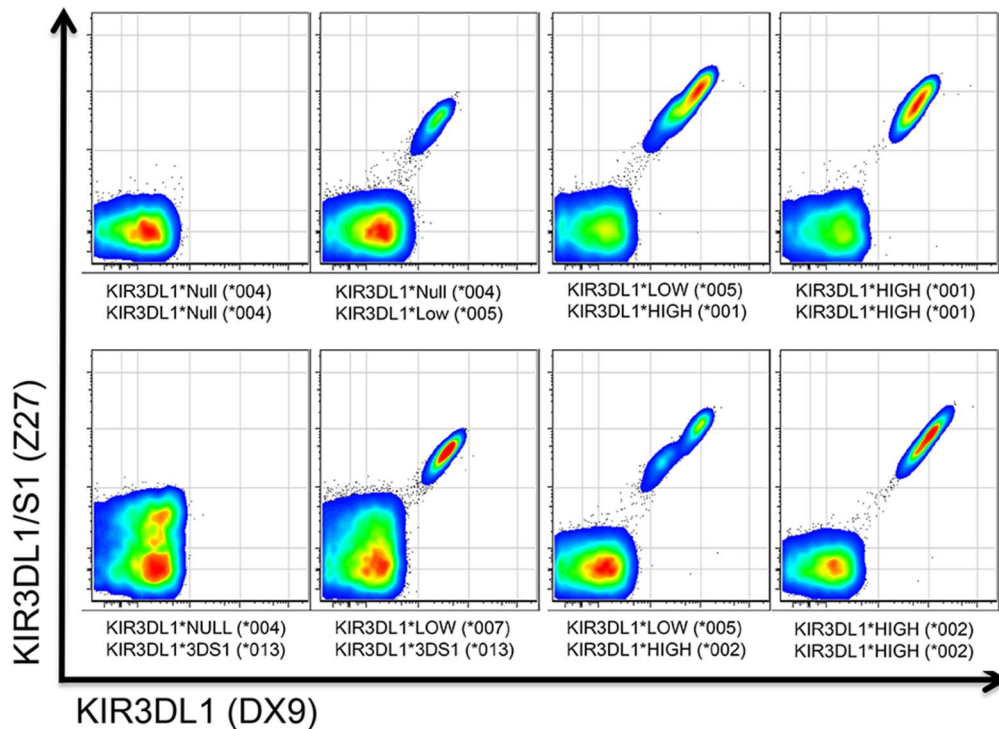 KIR3DL1/S1 (Z27)
KIR3DL1*Null (*004)
KIR3DL1*Null (*004)
KIR3DL1*Null (*004)
KIR3DL1*Low (*005)
KIR3DL1*LOW (*005)
KIR3DL1*HIGH (*001)
KIR3DL1*HIGH (*001)
KIR3DL1*HIGH (*001)
KIR3DL1*NULL (*004)
KIR3DL1*3DS1 (*013)
KIR3DL1*LOW (*007)
KIR3DL1*3DS1 (*013)
KIR3DL1*LOW (*005)
KIR3DL1*HIGH (*002)
KIR3DL1*HIGH (*002)
KIR3DL1*HIGH (*002)
KIR3DL1 (DX9)